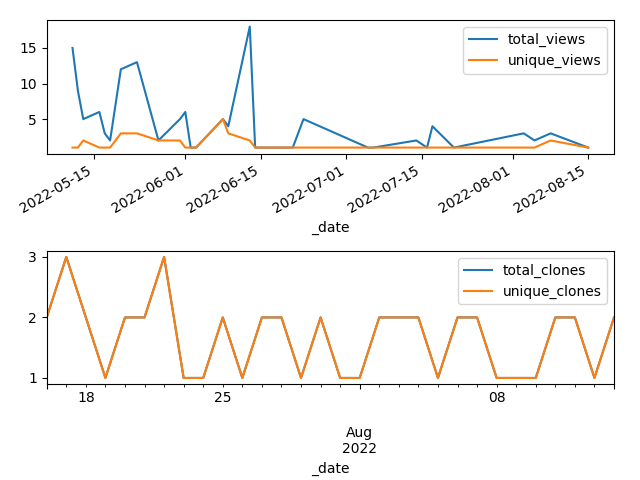 total_views
unique_views
15
10
5
2022-05-15
2022-06-01
2022-06-15
2022-07-01
2022-07-15
2022-08-01
2022-08-15
_date
total_clones
unique_clones
3
2
1
18
25
08
Aug
2022
_date